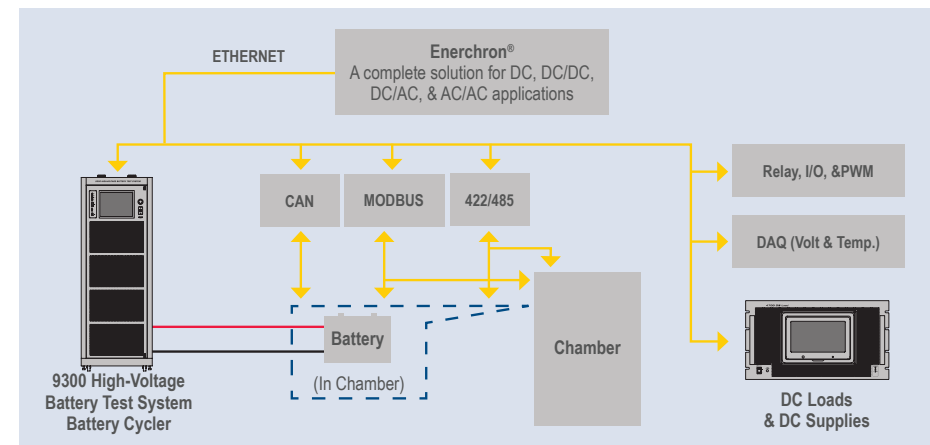 ETHERNET
Enerchron®
A complete solution for DC, DC/DC,
DC/AC, & AC/AC applications
CAN
MODBUS
422/485
Relay, I/O, &PWM
DAQ (Volt & Temp.)
Battery
(In Chamber)
Chamber
9300 High-Voltage
Battery Test System
Battery Cycler
DC Loads
& DC Supplies